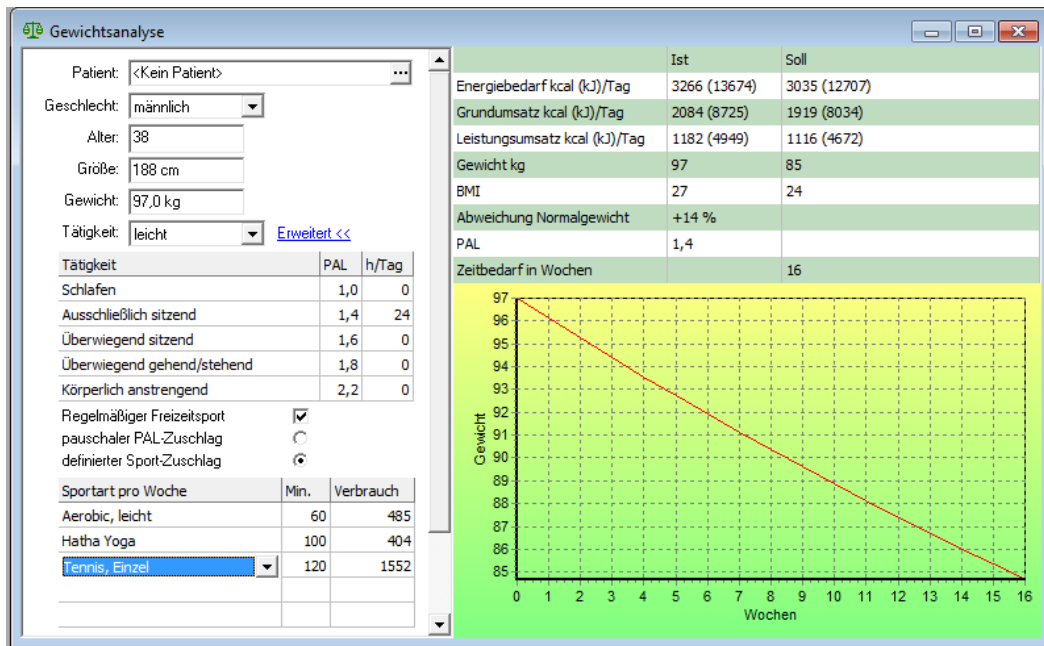 Gewichtsanalyse
Patient: <Kein Patient> ...
Geschlecht: männlich
Alter: 38
Größe: 188 cm
Gewicht: 97,0 kg
Tätigkeit: leicht Erweitert <<
Tätigkeit PAL h/Tag
Schlafen 1,0 0
Ausschließlich sitzend 1,4 24
Überwiegend sitzend 1,6 0
Überwiegend gehend/stehend 1,8 0
Körperlich anstrengend 2,2 0
Regelmäßiger Freizeitsport
pauschaler PAL-Zuschlag
definierter Sport-Zuschlag
Sportart pro Woche Min. Verbrauch
Aerobic, leicht 60 485
Hatha Yoga 100 404
Tennis, Einzel 120 1552
Ist Soll
Energiebedarf kcal (kJ)/Tag 3266 (13674) 3035 (12707)
Grundumsatz kcal (kJ)/Tag 2084 (8725) 1919 (8034)
Leistungsumsatz kcal (kJ)/Tag 1182 (4949) 1116 (4672)
Gewicht kg 97 85
BMI 27 24
Abweichung Normalgewicht +14 %
PAL 1,4
Zeitbedarf in Wochen 16
97
96
95
94
93
92
91
90
89
88
87
86
85
Gewicht
0 1 2 3 4 5 6 7 8 9 10 11 12 13 14 15 16
Wochen